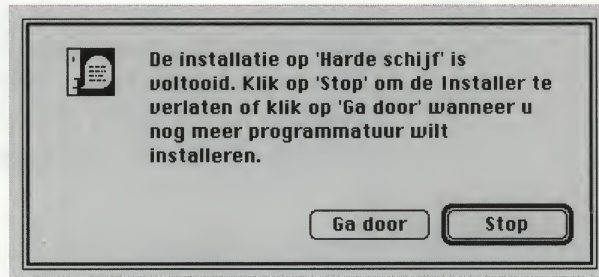 De installatie op 'Harde schijf' is
voltooid. Klik op 'Stop' om de Installer te
verlaten of klik op 'Ga door' wanneer u
nog meer programmatuur wilt
installeren.
Ga door
Stop